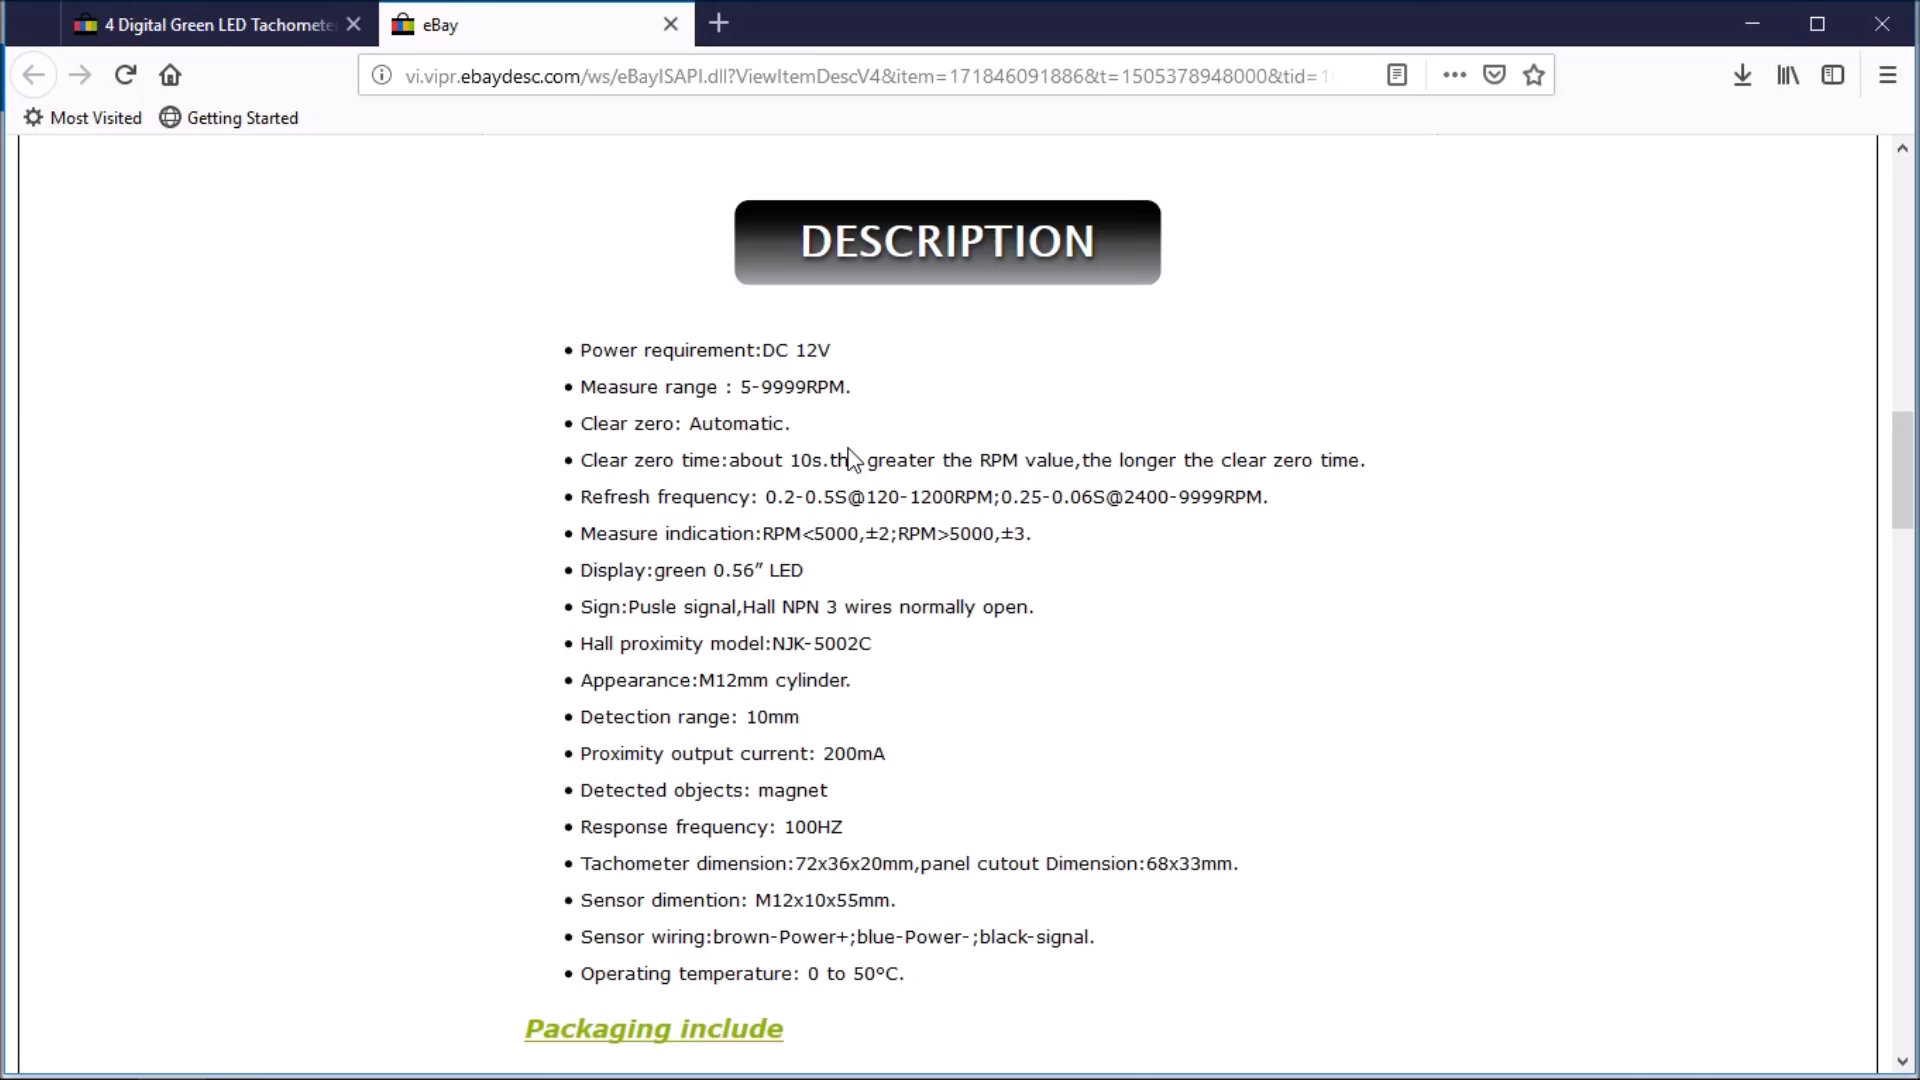 4 Digital Green LED Tachomete
eBay
vi.vipr.ebaydesc.com/ws/eBayISAPI.dll?ViewItemDescV4&item=171846091886&t=1505378948000&tid=1
Most Visited
Getting Started
DESCRIPTION
• Power requirement:DC 12V
• Measure range : 5-9999RPM.
• Clear zero: Automatic.
• Clear zero time:about 10s.the greater the RPM value,the longer the clear zero time.
• Refresh frequency: 0.2-0.5S@120-1200RPM;0.25-0.06S@2400-9999RPM.
• Measure indication:RPM<5000,±2;RPM>5000,±3.
• Display:green 0.56” LED
• Sign:Pusle signal,Hall NPN 3 wires normally open.
• Hall proximity model:NJK-5002C
• Appearance:M12mm cylinder.
• Detection range: 10mm
• Proximity output current: 200mA
• Detected objects: magnet
• Response frequency: 100HZ
• Tachometer dimension:72x36x20mm,panel cutout Dimension:68x33mm.
• Sensor dimention: M12x10x55mm.
• Sensor wiring:brown-Power+;blue-Power-;black-signal.
• Operating temperature: 0 to 50°C.
Packaging include